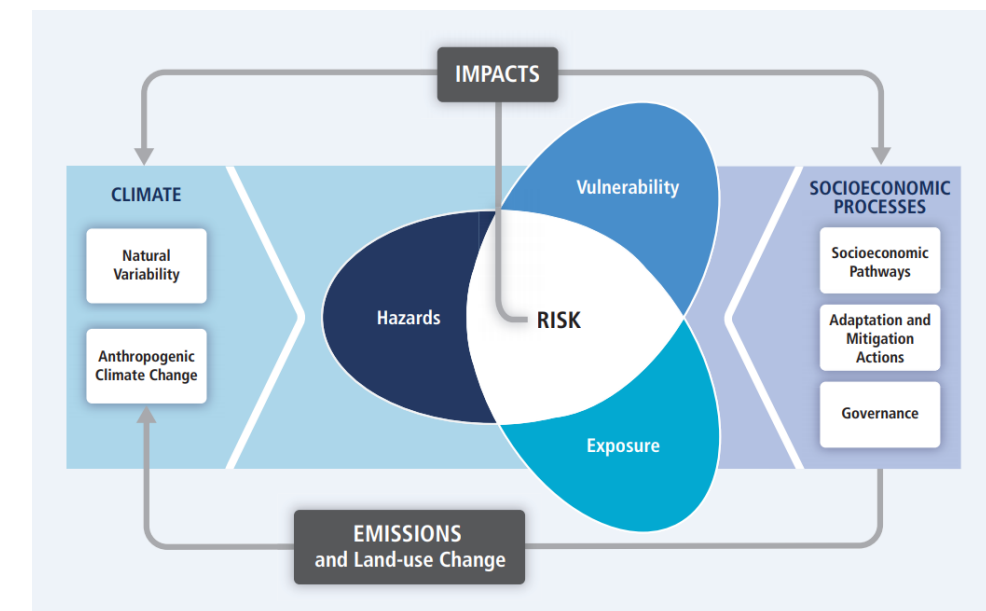 IMPACTS
CLIMATE
Natural
Variability
Anthropogenic
Climate Change
Vulnerability
Hazards
RISK
Exposure
SOCIOECONOMIC
PROCESSES
Socioeconomic
Pathways
Adaptation and
Mitigation
Actions
Governance
EMISSIONS
and Land-use Change